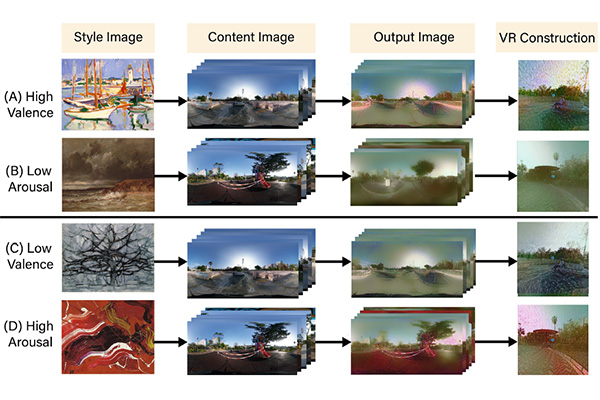 Style Image
Content Image
Output Image
VR Construction
(A) High
Valence
(B) Low
Arousal
(C) Low
Valence
(D) High
Arousal